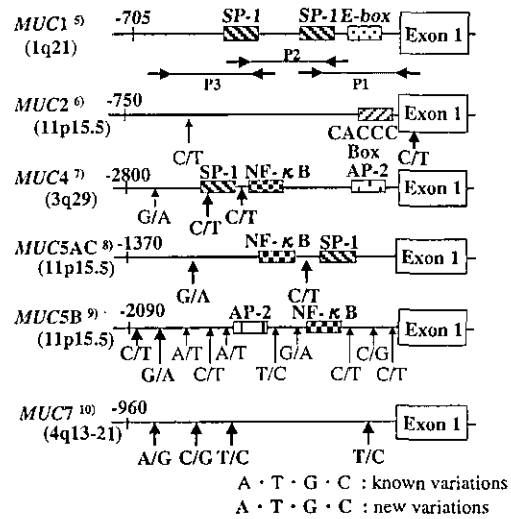 MUC1 5) -705 SP-1 SP-1 E-box Exon 1
(1q21)
P2
P3 P1
MUC2 6) -750 Exon 1
(11p15.5) CACCC
Box
C/T C/T
MUC4 7) -2800 SP-1 NF-κB AP-2 Exon 1
(3q29)
G/A C/T C/T
MUC5AC 8) -1370 NF-κB SP-1 Exon 1
(11p15.5)
G/A C/T
MUC5B 9) -2090 AP-2 NF-κB Exon 1
(11p15.5)
C/T A/T A/T G/A C/G
G/A C/T T/C C/T C/T
MUC7 10) -960 Exon 1
(4q13-21)
A/G C/G T/C T/C
A・T・G・C : known variations
A・T・G・C : new variations